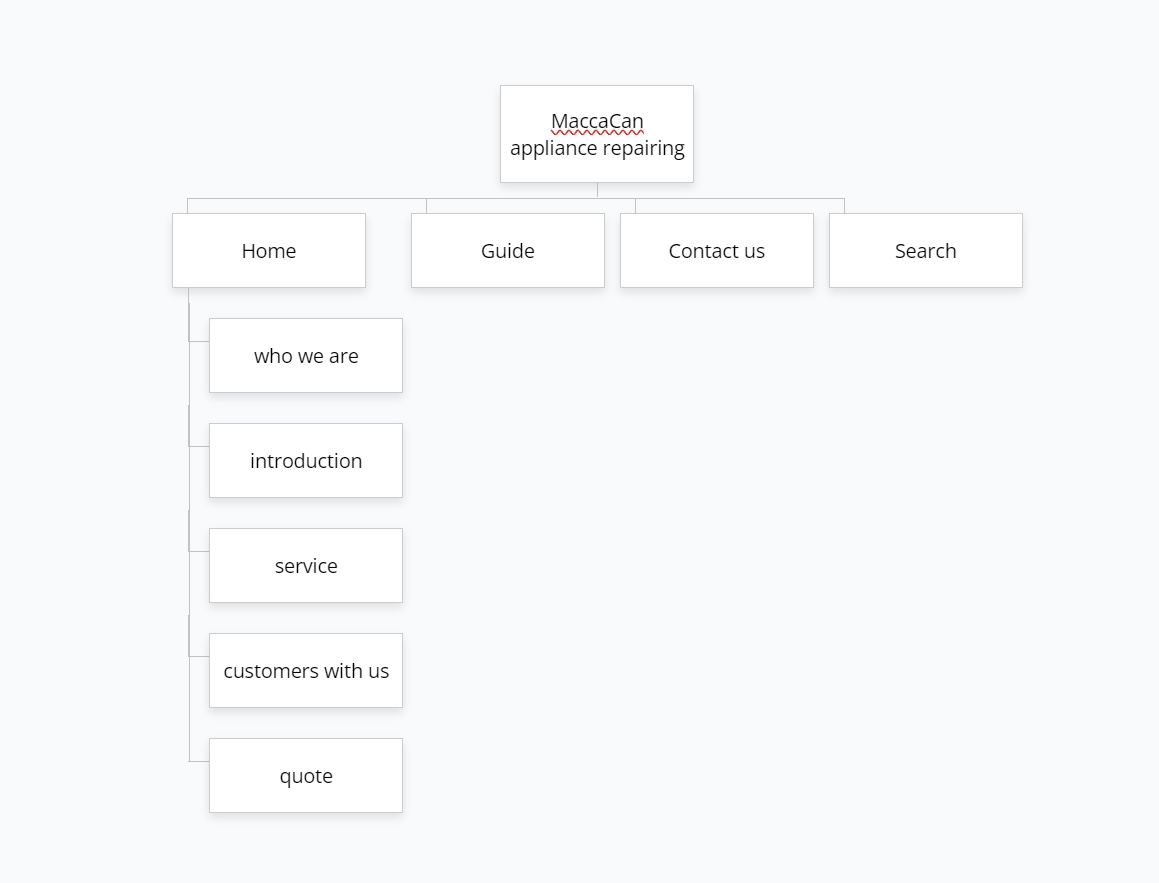 MaccaCan
appliance repairing
Home
Guide
Contact us
Search
who we are
introduction
service
customers with us
quote